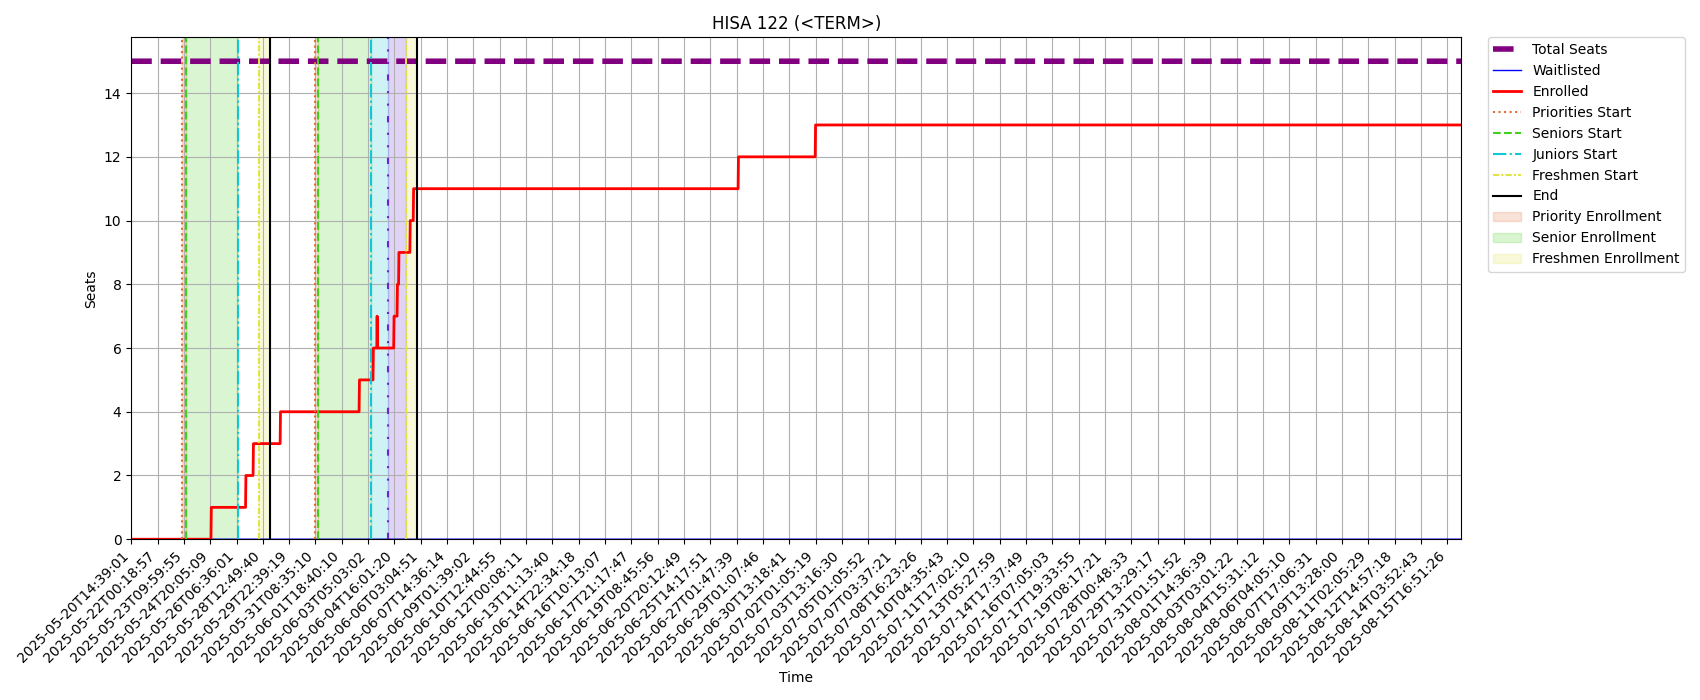 HISA 122 (<TERM>)
Total Seats
Waitlisted
Enrolled
Priorities Start
Seniors Start
Juniors Start
Freshmen Start
End
Priority Enrollment
Senior Enrollment
Freshmen Enrollment
Seats
14
12
10
8
6
4
2
0
2025-05-20T14:39:01
2025-05-22T00:18:57
2025-05-23T09:59:55
2025-05-24T20:05:09
2025-05-26T06:36:01
2025-05-28T12:49:40
2025-05-29T22:39:19
2025-05-31T08:35:10
2025-06-01T18:40:10
2025-06-03T05:03:02
2025-06-04T16:01:20
2025-06-06T03:04:51
2025-06-07T14:36:14
2025-06-09T01:39:02
2025-06-10T12:44:55
2025-06-12T00:08:11
2025-06-13T11:13:40
2025-06-14T22:34:18
2025-06-16T10:13:07
2025-06-17T21:17:47
2025-06-19T08:45:56
2025-06-20T20:12:49
2025-06-25T14:17:51
2025-06-27T01:47:39
2025-06-29T01:07:46
2025-06-30T13:18:41
2025-07-02T01:05:19
2025-07-03T13:16:30
2025-07-05T01:05:52
2025-07-07T03:37:21
2025-07-08T16:23:26
2025-07-10T04:35:43
2025-07-11T17:02:10
2025-07-13T05:27:59
2025-07-14T17:37:49
2025-07-16T07:05:03
2025-07-17T19:33:55
2025-07-19T08:17:21
2025-07-28T00:48:33
2025-07-29T13:29:17
2025-07-31T01:51:52
2025-08-01T14:36:39
2025-08-03T03:01:22
2025-08-04T15:31:12
2025-08-06T04:05:10
2025-08-07T17:06:31
2025-08-09T13:28:00
2025-08-11T02:05:29
2025-08-12T14:57:18
2025-08-14T03:52:43
2025-08-15T16:51:26
Time